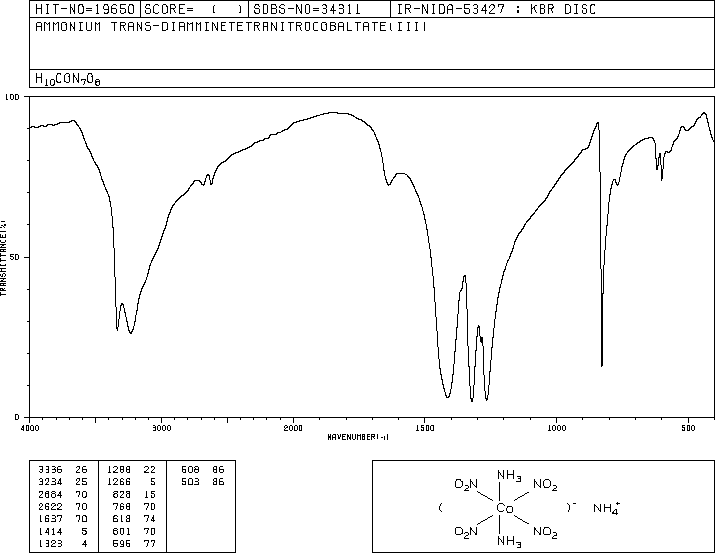 HIT-NO=19650 SCORE= ( ) SDBS-NO=34311 IR-NIDA-53427 : KBR DISC
AMMONIUM TRANS-DIAMMINETETRANITROCOBALTATE(III)
H10CON7O8
100
TRANSMITTANCE(%)
50
0
4000 3000 2000 1500 1000 500
WAVENUMBER(-1)
3336 26 1288 22 508 86
3234 25 1266 5 503 86
2684 70 828 15
2622 70 768 70
1637 70 618 74
1414 5 601 70
1323 4 596 77
NH3
O2N NO2
( Co )- NH4+
O2N NO2
NH3